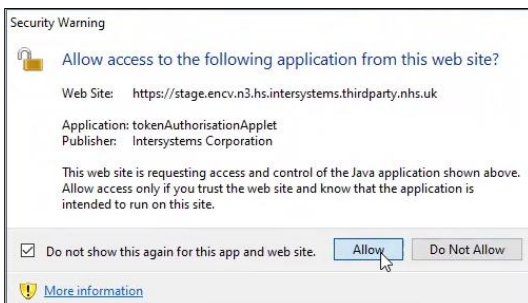 Security Warning
Allow access to the following application from this web site?
Web Site: https://stage.encv.n3.hs.intersystems.thirdparty.nhs.uk
Application: tokenAuthorisationApplet
Publisher: Intersystems Corporation
This web site is requesting access and control of the Java application shown above.
Allow access only if you trust the web site and know that the application is
intended to run on this site.
Do not show this again for this app and web site. Allow Do Not Allow
More information